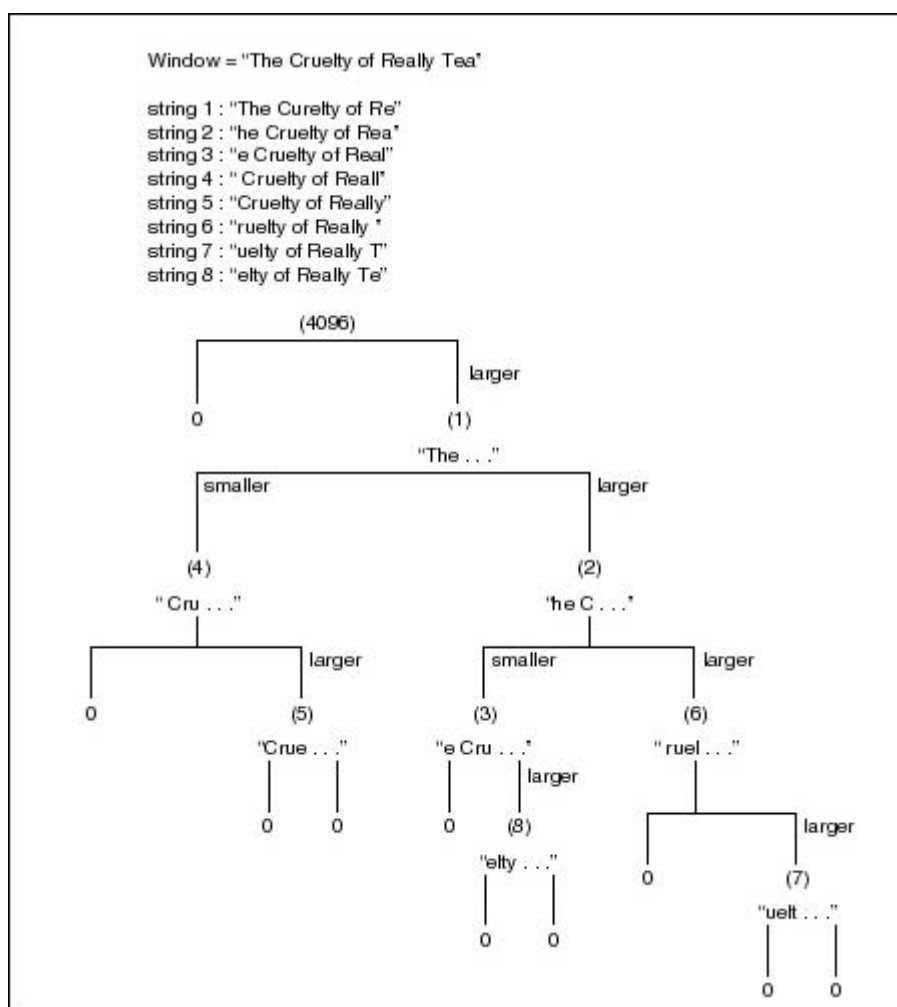 Window = "The Cruelty of Really Tea"
string 1 : "The Curelty of Re"
string 2 : "he Cruelty of Rea"
string 3 : "e Cruelty of Real"
string 4 : " Cruelty of Reall"
string 5 : "Cruelty of Really"
string 6 : "ruelty of Really "
string 7 : "uelty of Really T"
string 8 : "elty of Really Te"
(4096)
larger
0 (1)
"The . . ."
smaller larger
(4) (2)
" Cru . . ." "he C . . ."
larger smaller larger
0 (5) (3) (6)
"Crue . . ." "e Cru . . ." " ruel . . ."
larger
0 0 0 (8) larger
"elty . . ." 0 (7)
"uelt . . ."
0 0
0 0